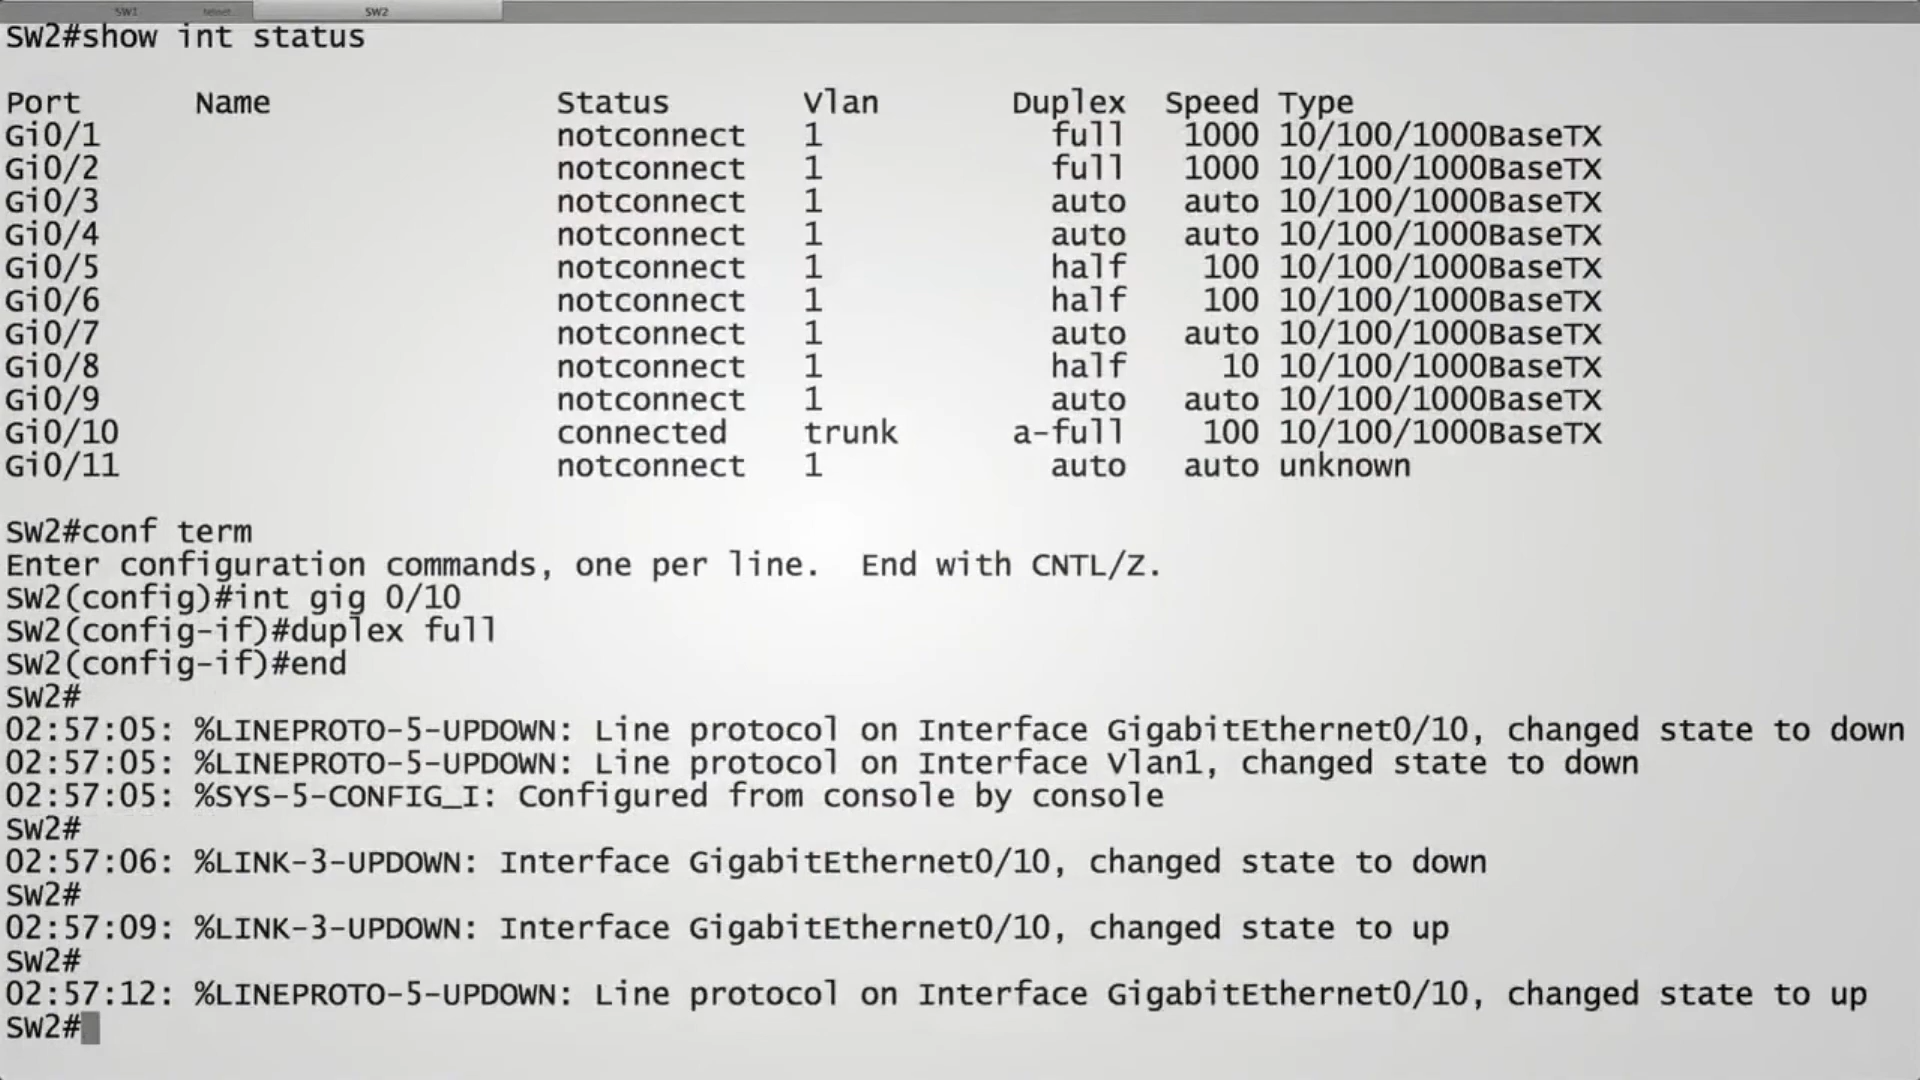 SW1 telnet SW2
SW2#show int status
Port Name Status Vlan Duplex Speed Type
Gi0/1 notconnect 1 full 1000 10/100/1000BaseTX
Gi0/2 notconnect 1 full 1000 10/100/1000BaseTX
Gi0/3 notconnect 1 auto auto 10/100/1000BaseTX
Gi0/4 notconnect 1 auto auto 10/100/1000BaseTX
Gi0/5 notconnect 1 half 100 10/100/1000BaseTX
Gi0/6 notconnect 1 half 100 10/100/1000BaseTX
Gi0/7 notconnect 1 auto auto 10/100/1000BaseTX
Gi0/8 notconnect 1 half 10 10/100/1000BaseTX
Gi0/9 notconnect 1 auto auto 10/100/1000BaseTX
Gi0/10 connected trunk a-full 100 10/100/1000BaseTX
Gi0/11 notconnect 1 auto auto unknown
SW2#conf term
Enter configuration commands, one per line. End with CNTL/Z.
SW2(config)#int gig 0/10
SW2(config-if)#duplex full
SW2(config-if)#end
SW2#
02:57:05: %LINEPROTO-5-UPDOWN: Line protocol on Interface GigabitEthernet0/10, changed state to down
02:57:05: %LINEPROTO-5-UPDOWN: Line protocol on Interface Vlan1, changed state to down
02:57:05: %SYS-5-CONFIG_I: Configured from console by console
SW2#
02:57:06: %LINK-3-UPDOWN: Interface GigabitEthernet0/10, changed state to down
SW2#
02:57:09: %LINK-3-UPDOWN: Interface GigabitEthernet0/10, changed state to up
SW2#
02:57:12: %LINEPROTO-5-UPDOWN: Line protocol on Interface GigabitEthernet0/10, changed state to up
SW2#